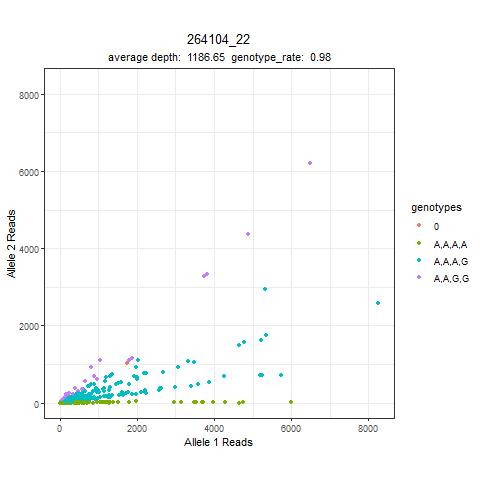 264104_22
average depth:  1186.65  genotype_rate:  0.98
8000
6000
4000
2000
0
Allele 2 Reads
0
2000
4000
6000
8000
Allele 1 Reads
genotypes
0
A,A,A,A
A,A,A,G
A,A,G,G